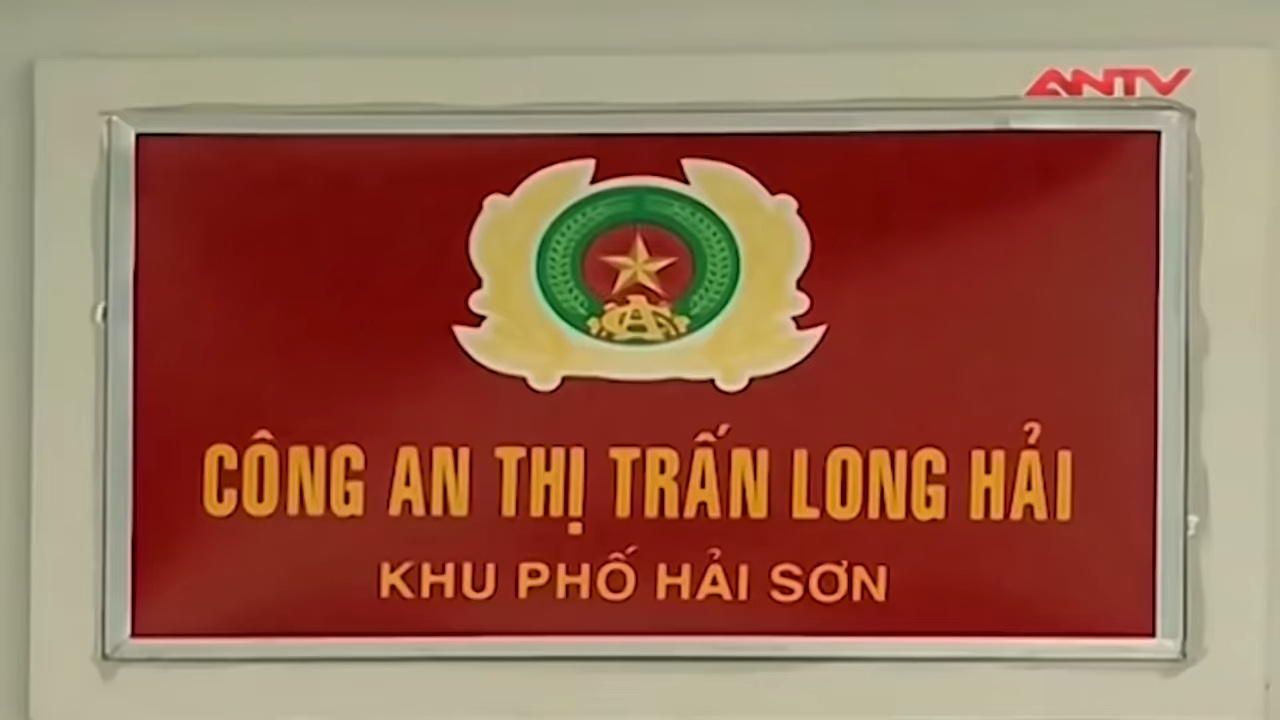 ANTV
CÔNG AN THỊ TRẤN LONG HẢI
KHU PHỐ HẢI SƠN